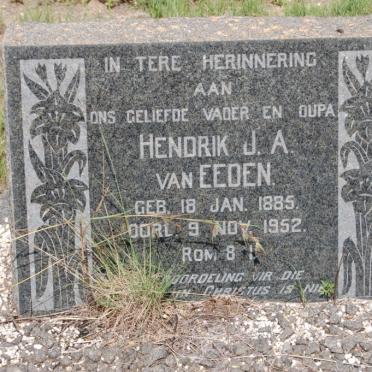 IN TERE HERINNERING
AAN
ONS GELIEFDE VADER EN OUPA
HENDRIK J. A.
VAN EEDEN
GEB. 18 JAN. 1885.
OORL. 9 NOV. 1952.
ROM 8
VIR DIE
CHRISTUS IS